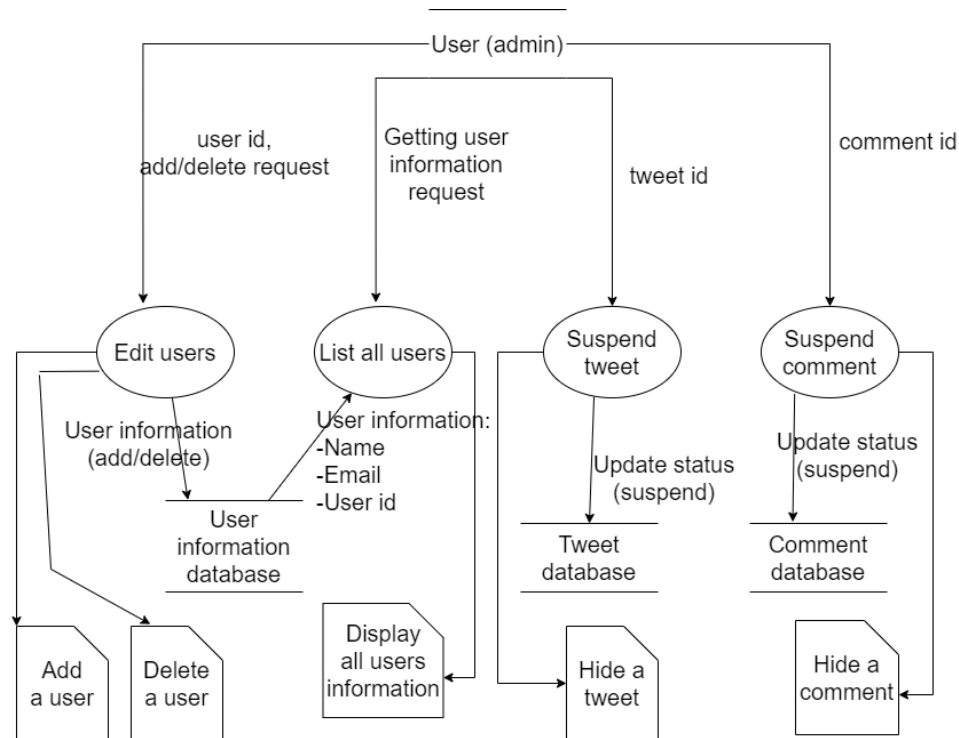 User (admin)
user id,
add/delete request
Getting user
information
request
tweet id
comment id
Edit users
List all users
Suspend
tweet
Suspend
comment
User information
(add/delete)
User information:
-Name
-Email
-User id
Update status
(suspend)
Update status
(suspend)
User
information
database
Tweet
database
Comment
database
Add
a user
Delete
a user
Display
all users
information
Hide a
tweet
Hide a
comment